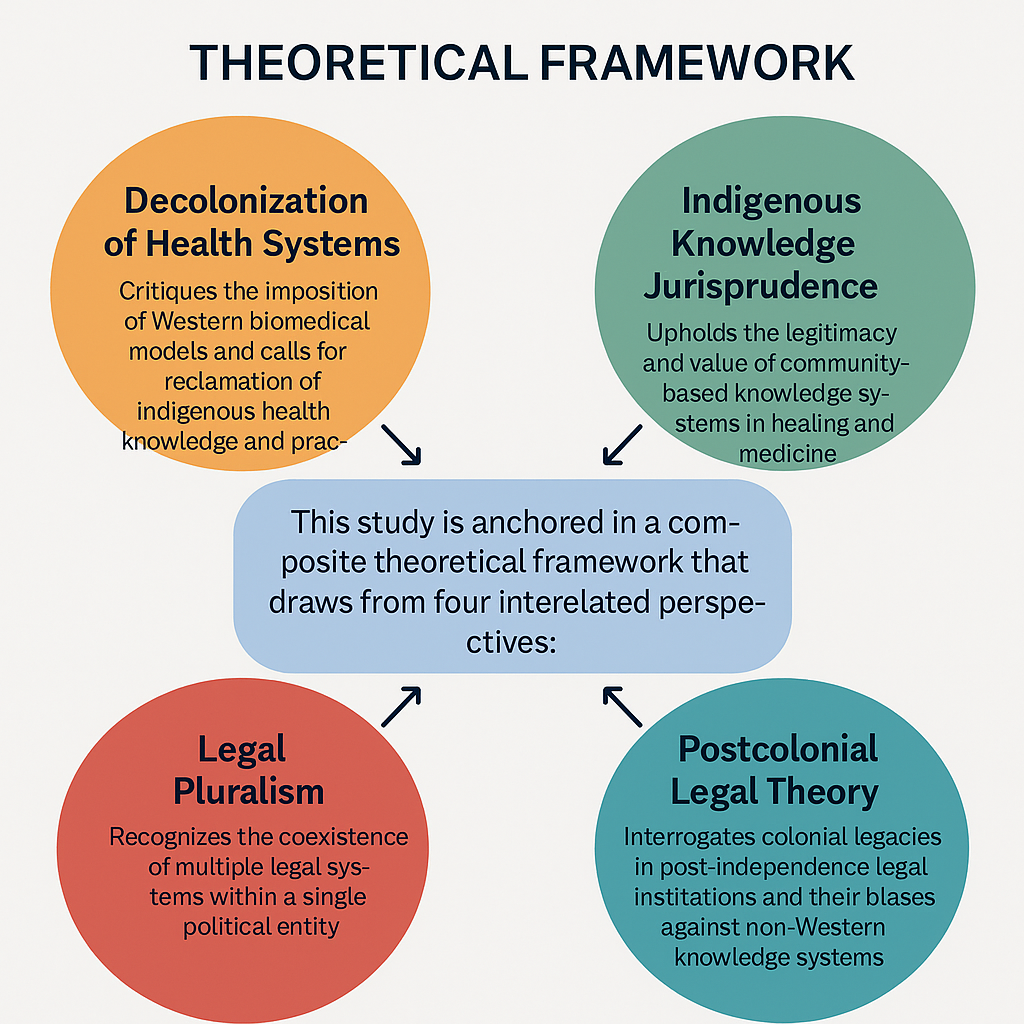 THEORETICAL FRAMEWORK
Decolonization
of Health Systems
Critiques the imposition
of Western biomedical
models and calls for
reclamation of
indigenous health
knowledge and prac-
Indigenous
Knowledge
Jurisprudence
Upholds the legitimacy
and value of community-
based knowledge sy-
stems in healing and
medicine
This study is anchored in a com-
posite theoretical framework that
draws from four interelated perspe-
ctives:
Legal
Pluralism
Recognizes the coexistence
of multiple legal sys-
tems within a single
political entity
Postcolonial
Legal Theory
Interrogates colonial legacies
in post-independence legal
institutions and their blases
against non-Western
knowledge systems